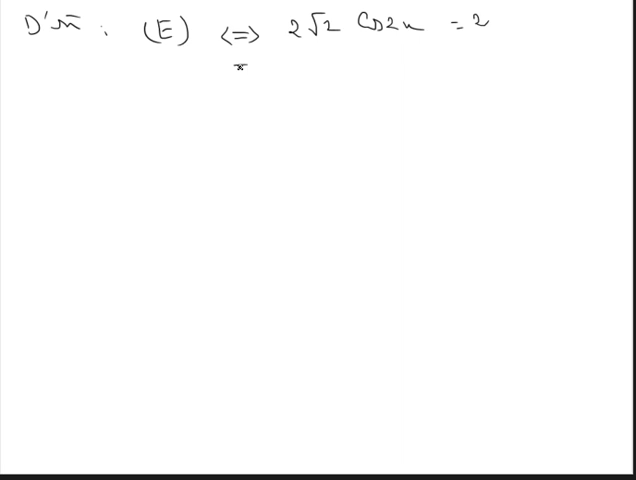 D'où : (E) <=> 2√2 cos2x = 2